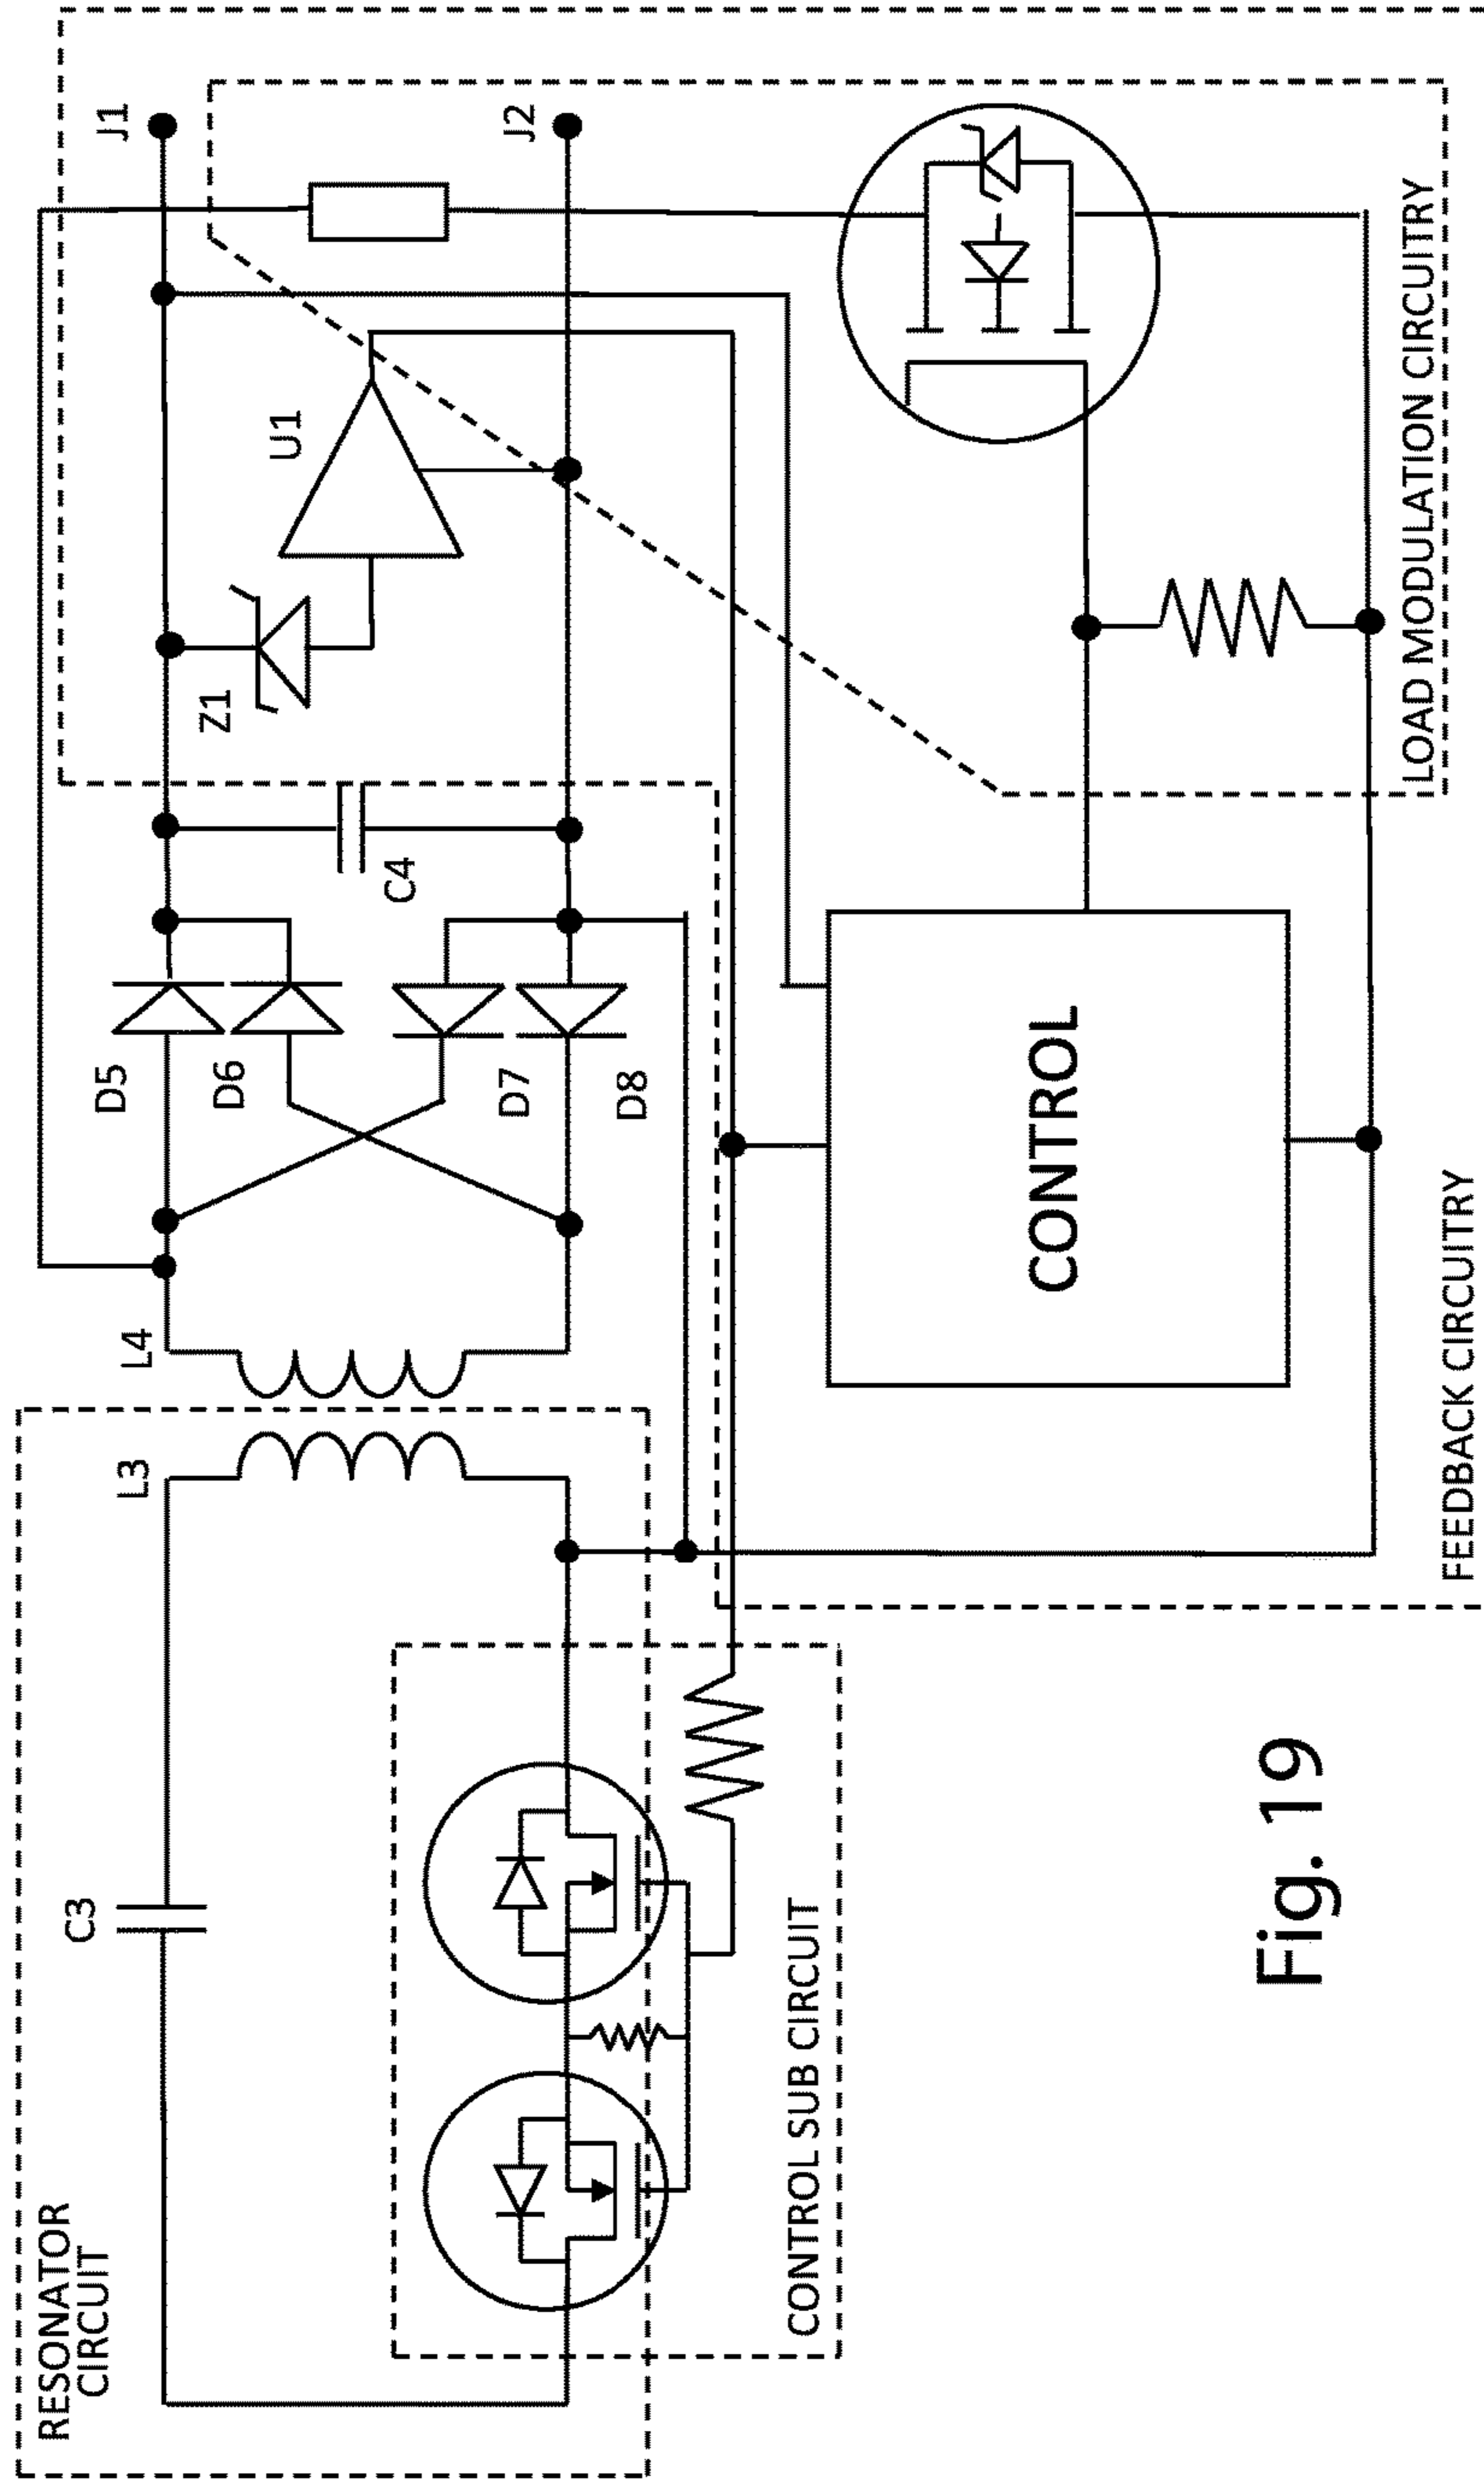 RESONATOR
CIRCUIT
C3
L3
L4
D5
D6
D7
D8
C4
Z1
U1
J1
J2
CONTROL SUB CIRCUIT
CONTROL
LOAD MODULATION CIRCUITRY
FEEDBACK CIRCUITRY
Fig. 19